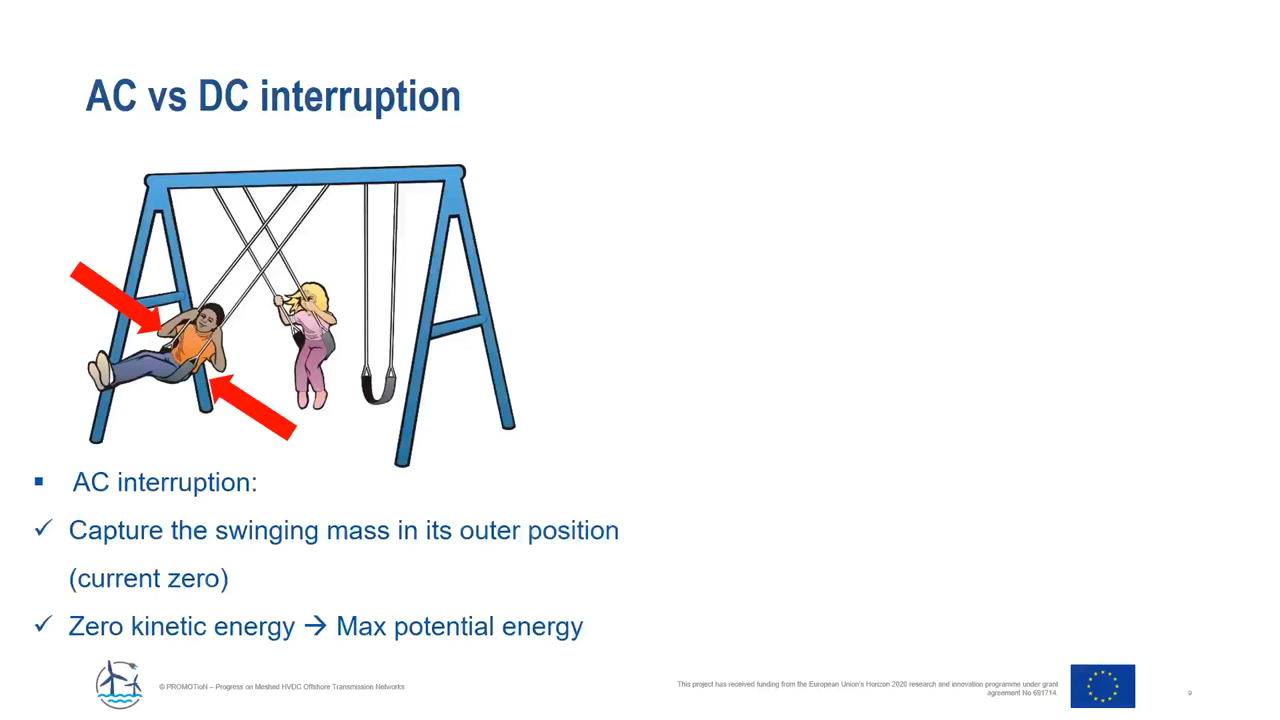 AC vs DC interruption
▪ AC interruption:
✓ Capture the swinging mass in its outer position
(current zero)
✓ Zero kinetic energy → Max potential energy
© PROMOTioN – Progress on Meshed HVDC Offshore Transmission Networks
This project has received funding from the European Union's Horizon 2020 research and innovation programme under grant
agreement No 691714.
9